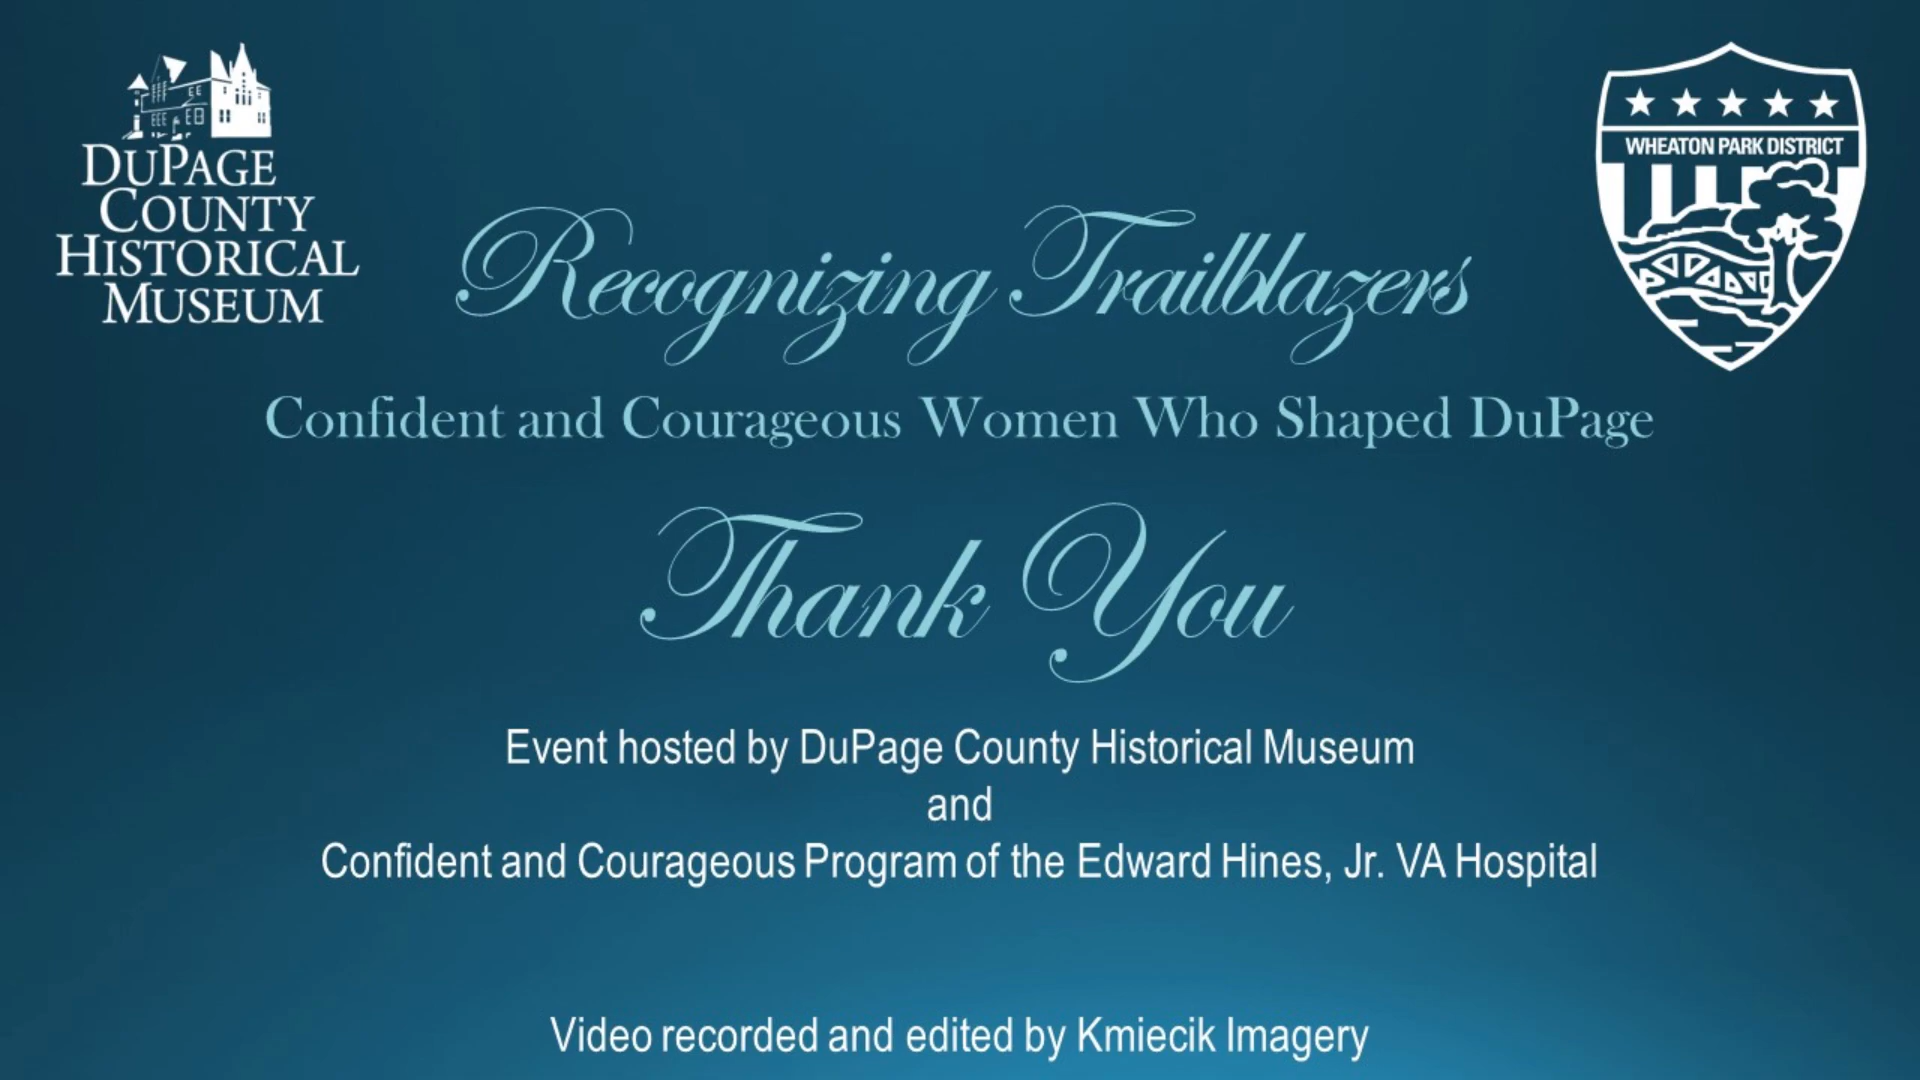 DuPage
County
Historical
Museum
WHEATON PARK DISTRICT
Recognizing Trailblazers
Confident and Courageous Women Who Shaped DuPage
Thank You
Event hosted by DuPage County Historical Museum
and
Confident and Courageous Program of the Edward Hines, Jr. VA Hospital
Video recorded and edited by Kmiecik Imagery